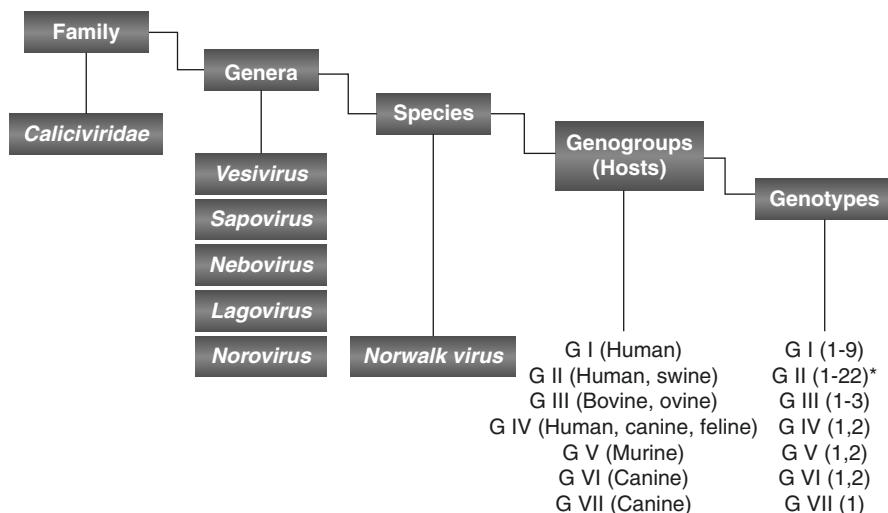 Family
Caliciviridae
Genera
Vesivirus
Sapovirus
Nebovirus
Lagovirus
Norovirus
Species
Norwalk virus
Genogroups
(Hosts)
G I (Human)
G II (Human, swine)
G III (Bovine, ovine)
G IV (Human, canine, feline)
G V (Murine)
G VI (Canine)
G VII (Canine)
Genotypes
G I (1-9)
G II (1-22)*
G III (1-3)
G IV (1,2)
G V (1,2)
G VI (1,2)
G VII (1)